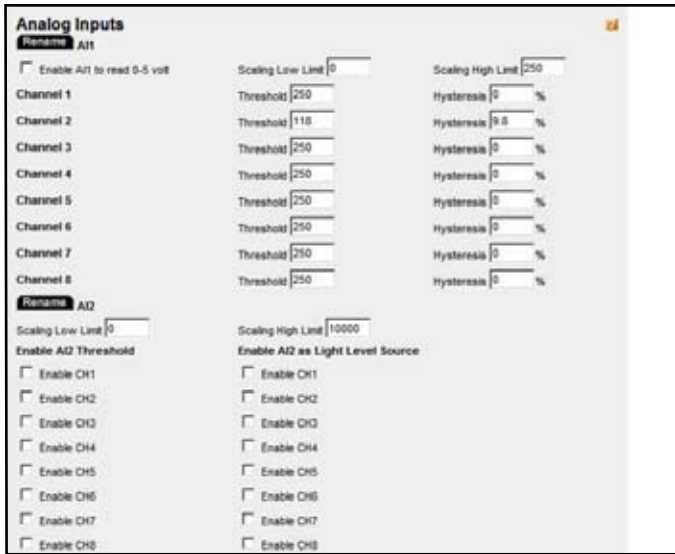 Analog Inputs
Rename AI1
Enable AI1 to read 0-5 volt Scaling Low Limit 0 Scaling High Limit 250
Channel 1 Threshold 250 Hysteresis 0 %
Channel 2 Threshold 118 Hysteresis 9.8 %
Channel 3 Threshold 250 Hysteresis 0 %
Channel 4 Threshold 250 Hysteresis 0 %
Channel 5 Threshold 250 Hysteresis 0 %
Channel 6 Threshold 250 Hysteresis 0 %
Channel 7 Threshold 250 Hysteresis 0 %
Channel 8 Threshold 250 Hysteresis 0 %
Rename AI2
Scaling Low Limit 0 Scaling High Limit 10000
Enable AI2 Threshold Enable AI2 as Light Level Source
Enable CH1 Enable CH1
Enable CH2 Enable CH2
Enable CH3 Enable CH3
Enable CH4 Enable CH4
Enable CH5 Enable CH5
Enable CH6 Enable CH6
Enable CH7 Enable CH7
Enable CH8 Enable CH8